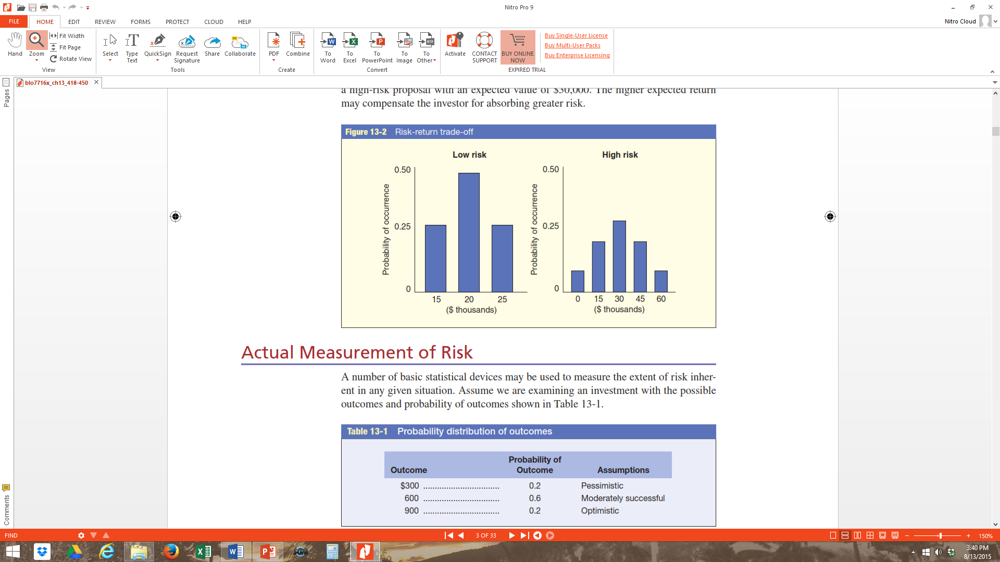 Nitro Pro 9
FILE HOME EDIT REVIEW FORMS PROTECT CLOUD HELP
Nitro Cloud
Hand
Zoom
Fit Width
Fit Page
Rotate View
View
Select
Type Text
QuickSign
Request Signature
Share
Collaborate
Tools
PDF
Combine
Create
To Word
To Excel
To PowerPoint
To Image
To Other
Convert
Activate
CONTACT SUPPORT
BUY ONLINE NOW
Buy Single-User License
Buy Multi-User Packs
Buy Enterprise Licensing
EXPIRED TRIAL
Pages
blo7716x_ch13_418-450
a high-risk proposal with an expected value of $30,000. The higher expected return
may compensate the investor for absorbing greater risk.
Figure 13-2 Risk-return trade-off
Low risk
Probability of occurrence
0.50
0.25
0
15 20 25
($ thousands)
High risk
Probability of occurrence
0.50
0.25
0
0 15 30 45 60
($ thousands)
Actual Measurement of Risk
A number of basic statistical devices may be used to measure the extent of risk inher-
ent in any given situation. Assume we are examining an investment with the possible
outcomes and probability of outcomes shown in Table 13-1.
Table 13-1 Probability distribution of outcomes
Probability of
Outcome Outcome Assumptions
$300 ................................ 0.2 Pessimistic
600 ................................ 0.6 Moderately successful
900 ................................ 0.2 Optimistic
Comments
FIND
3 OF 33
150%
3:40 PM
8/13/2015